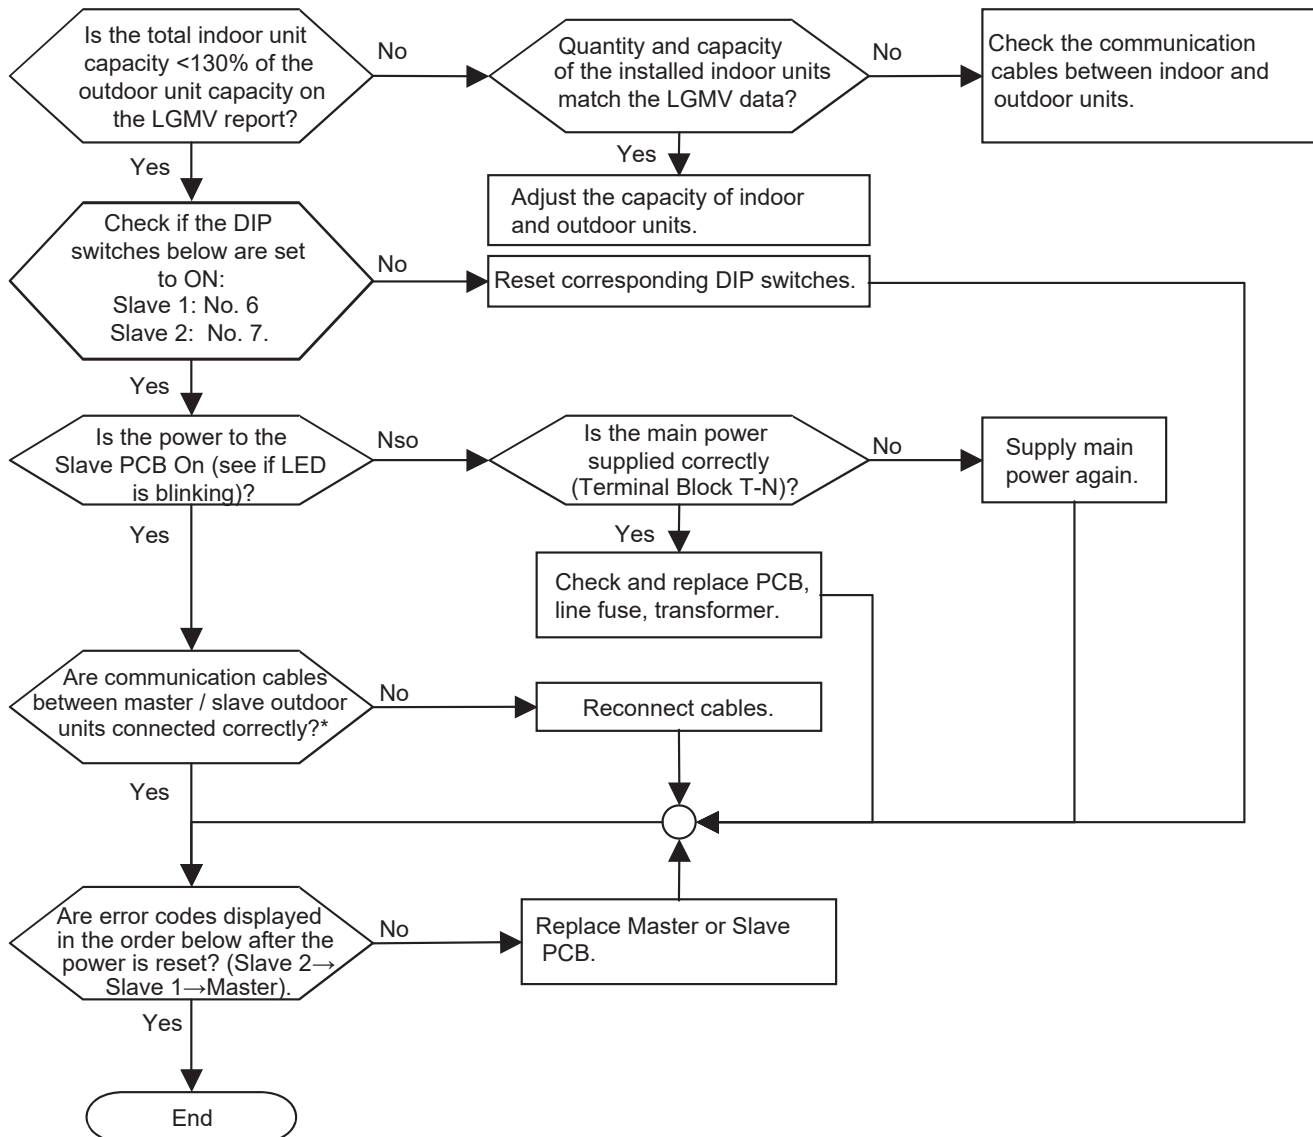 Is the total indoor unit
capacity <130% of the
outdoor unit capacity on
the LGMV report?
No
Quantity and capacity
of the installed indoor units
match the LGMV data?
No
Check the communication
cables between indoor and
outdoor units.
Yes
Yes
Adjust the capacity of indoor
and outdoor units.
Check if the DIP
switches below are set
to ON:
Slave 1: No. 6
Slave 2: No. 7.
No
Reset corresponding DIP switches.
Yes
Is the power to the
Slave PCB On (see if LED
is blinking)?
Nso
Is the main power
supplied correctly
(Terminal Block T-N)?
No
Supply main
power again.
Yes
Yes
Check and replace PCB,
line fuse, transformer.
Are communication cables
between master / slave outdoor
units connected correctly?*
No
Reconnect cables.
Yes
Are error codes displayed
in the order below after the
power is reset? (Slave 2→
Slave 1→Master).
No
Replace Master or Slave
PCB.
Yes
End